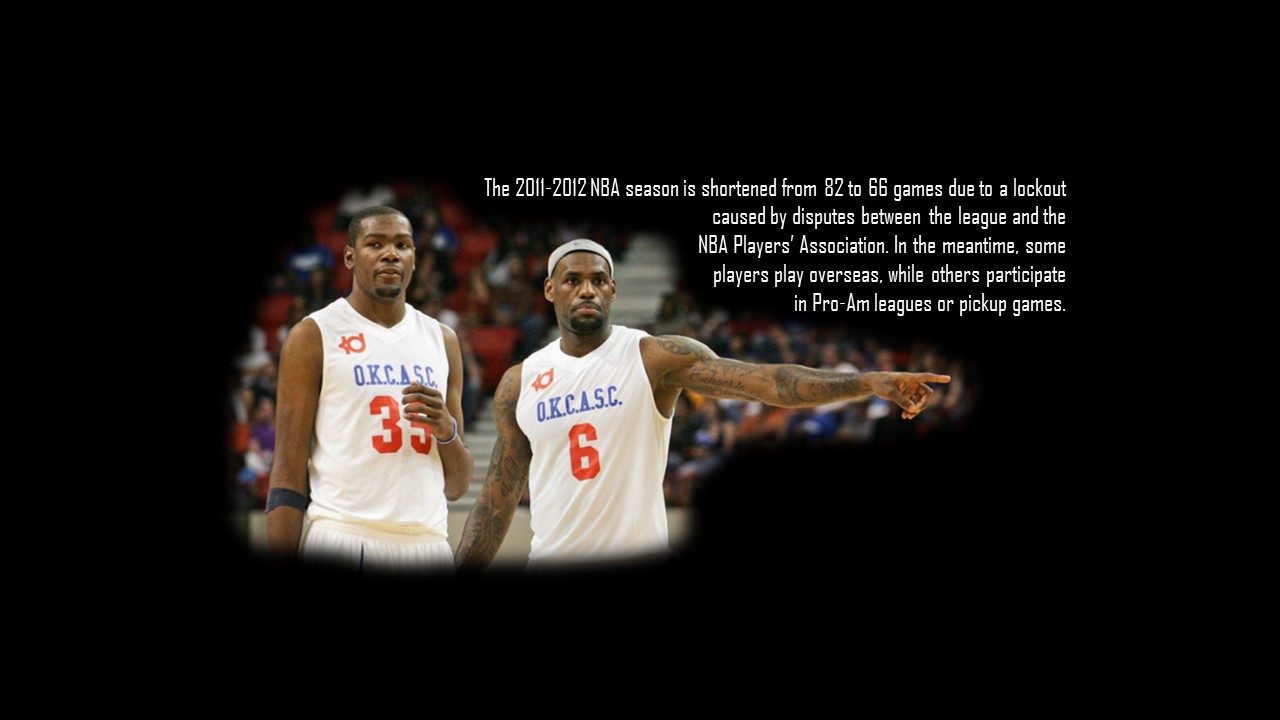 The 2011-2012 NBA season is shortened from 82 to 66 games due to a lockout
caused by disputes between the league and the
NBA Players’ Association. In the meantime, some
players play overseas, while others participate
in Pro-Am leagues or pickup games.
O.K.C.A.S.C.
35
O.K.C.A.S.C.
6